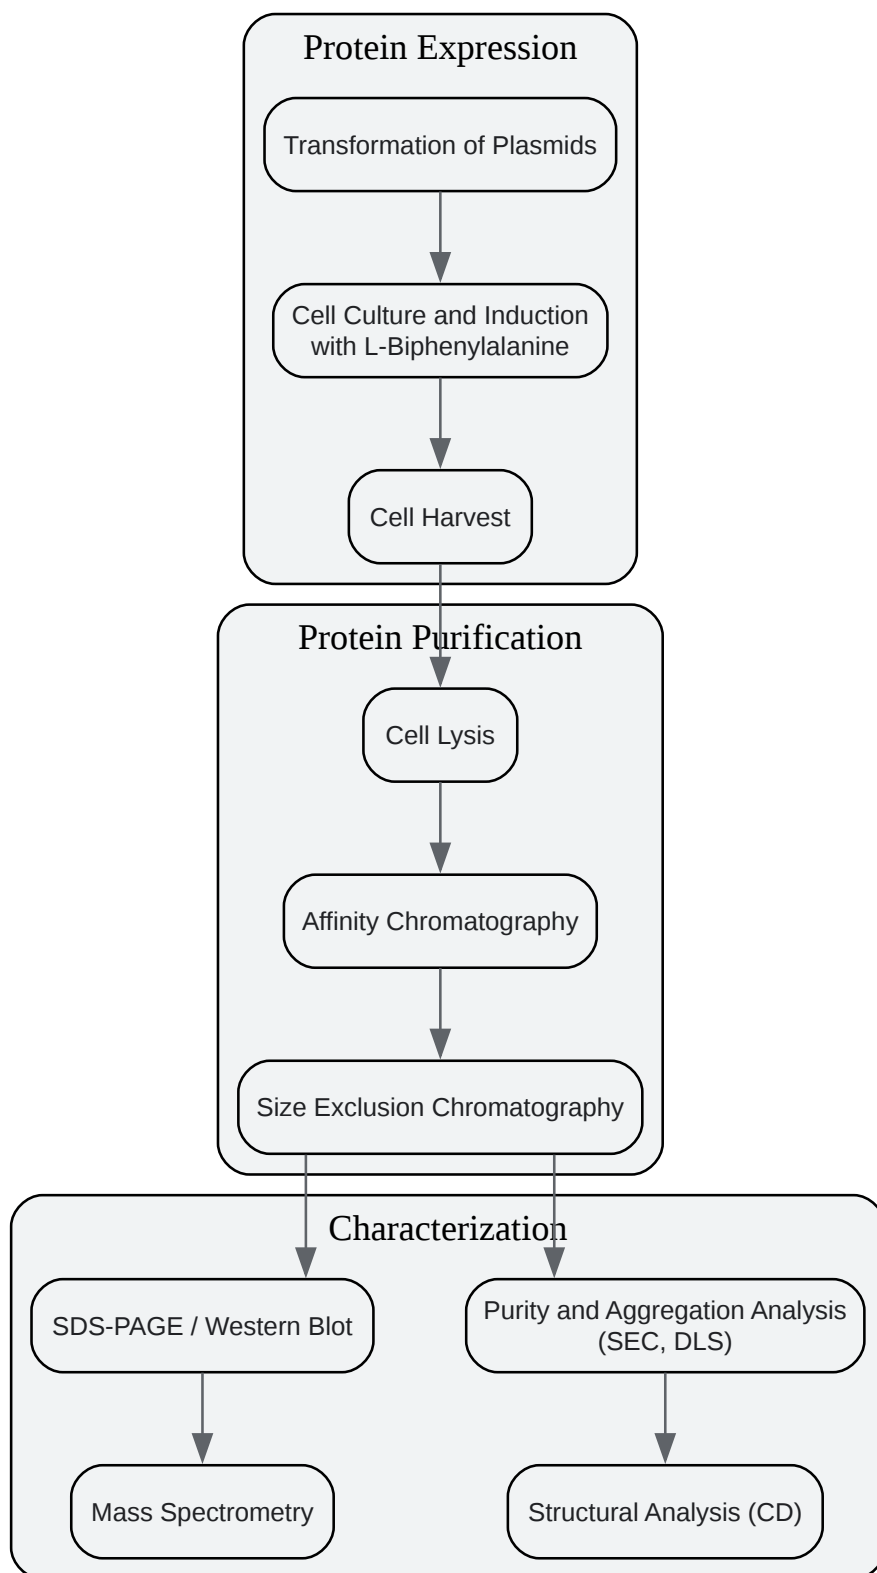 Protein Expression
Transformation of Plasmids
Cell Culture and Induction
with L-Biphenylalanine
Cell Harvest
Protein Purification
Cell Lysis
Affinity Chromatography
Size Exclusion Chromatography
Characterization
SDS-PAGE / Western Blot
Purity and Aggregation Analysis
(SEC, DLS)
Mass Spectrometry
Structural Analysis (CD)